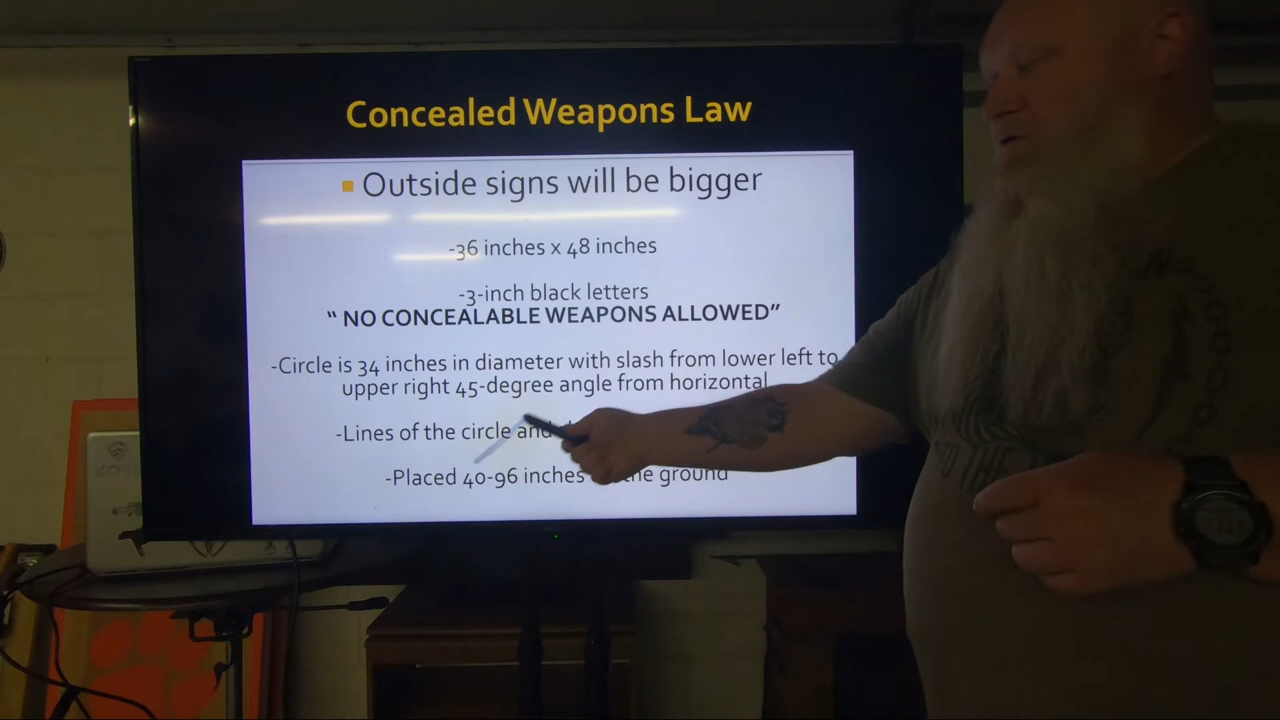 Concealed Weapons Law
Outside signs will be bigger
-36 inches x 48 inches
-3-inch black letters
“ NO CONCEALABLE WEAPONS ALLOWED”
-Circle is 34 inches in diameter with slash from lower left to
upper right 45-degree angle from horizontal
-Lines of the circle and
-Placed 40-96 inches the ground